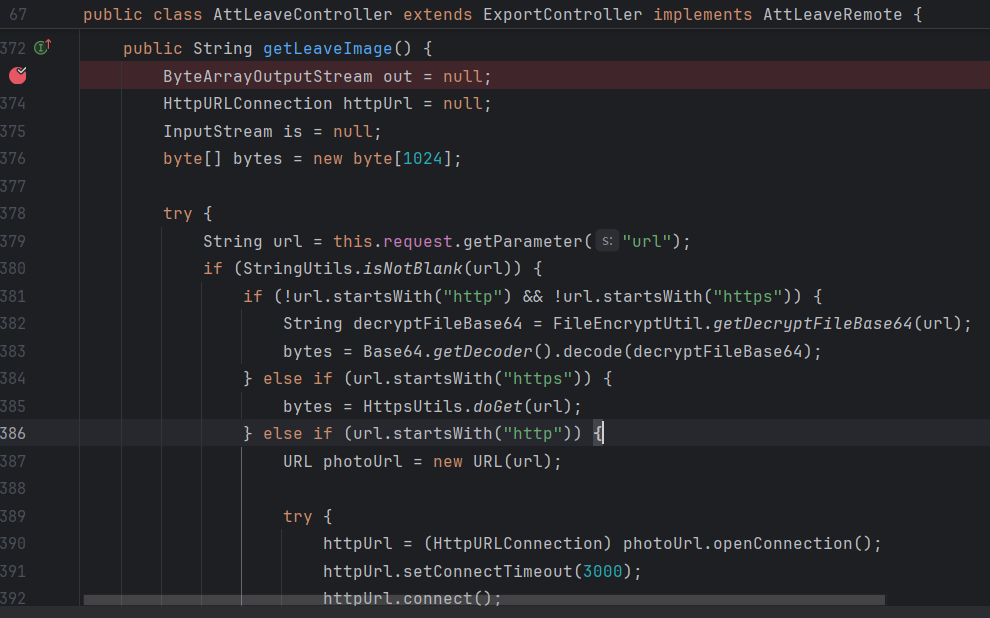 67 public class AttLeaveController extends ExportController implements AttLeaveRemote {
372 public String getLeaveImage() {
ByteArrayOutputStream out = null;
374 HttpURLConnection httpUrl = null;
375 InputStream is = null;
376 byte[] bytes = new byte[1024];
377
378 try {
379 String url = this.request.getParameter( s: "url");
380 if (StringUtils.isNotBlank(url)) {
381 if (!url.startsWith("http") && !url.startsWith("https")) {
382 String decryptFileBase64 = FileEncryptUtil.getDecryptFileBase64(url);
383 bytes = Base64.getDecoder().decode(decryptFileBase64);
384 } else if (url.startsWith("https")) {
385 bytes = HttpsUtils.doGet(url);
386 } else if (url.startsWith("http")) {
387 URL photoUrl = new URL(url);
388
389 try {
390 httpUrl = (HttpURLConnection) photoUrl.openConnection();
391 httpUrl.setConnectTimeout(3000);
392 httpUrl.connect();